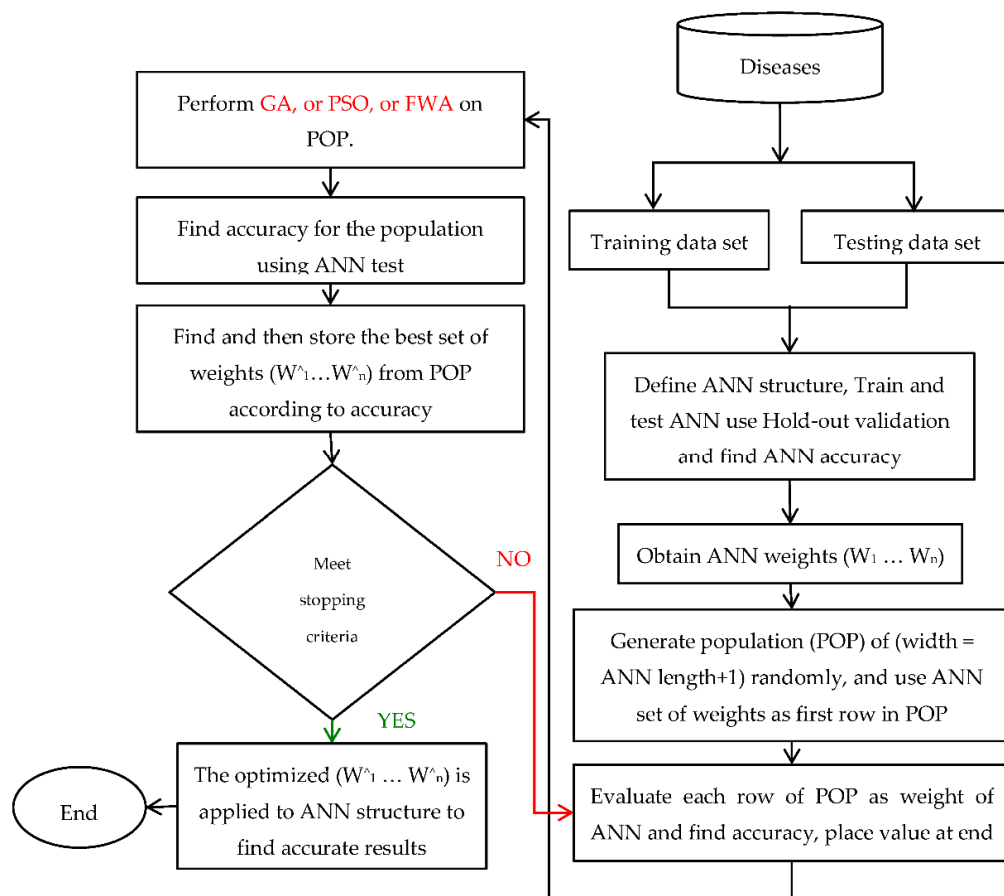 Diseases
Training data set
Testing data set
Define ANN structure, Train and
test ANN use Hold-out validation
and find ANN accuracy
Obtain ANN weights (W₁ … Wₙ)
Generate population (POP) of (width =
ANN length+1) randomly, and use ANN
set of weights as first row in POP
Evaluate each row of POP as weight of
ANN and find accuracy, place value at end
Perform GA, or PSO, or FWA on
POP.
Find accuracy for the population
using ANN test
Find and then store the best set of
weights (W^₁…W^ₙ) from POP
according to accuracy
Meet
stopping
criteria
NO
YES
The optimized (W^₁ … W^ₙ) is
applied to ANN structure to
find accurate results
End